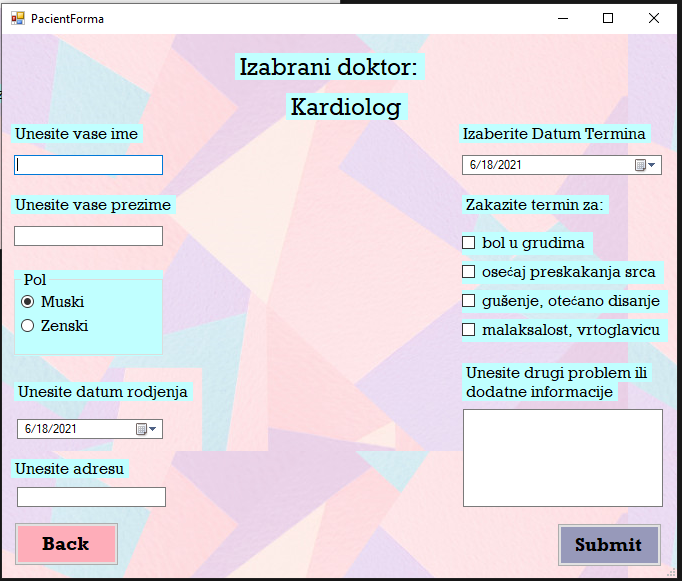 PacientForma
Izabrani doktor:
Kardiolog
Unesite vase ime
Unesite vase prezime
Pol
Muski
Zenski
Unesite datum rodjenja
6/18/2021
Unesite adresu
Back
Izaberite Datum Termina
6/18/2021
Zakazite termin za:
bol u grudima
osećaj preskakanja srca
gušenje, otećano disanje
malaksalost, vrtoglavicu
Unesite drugi problem ili
dodatne informacije
Submit